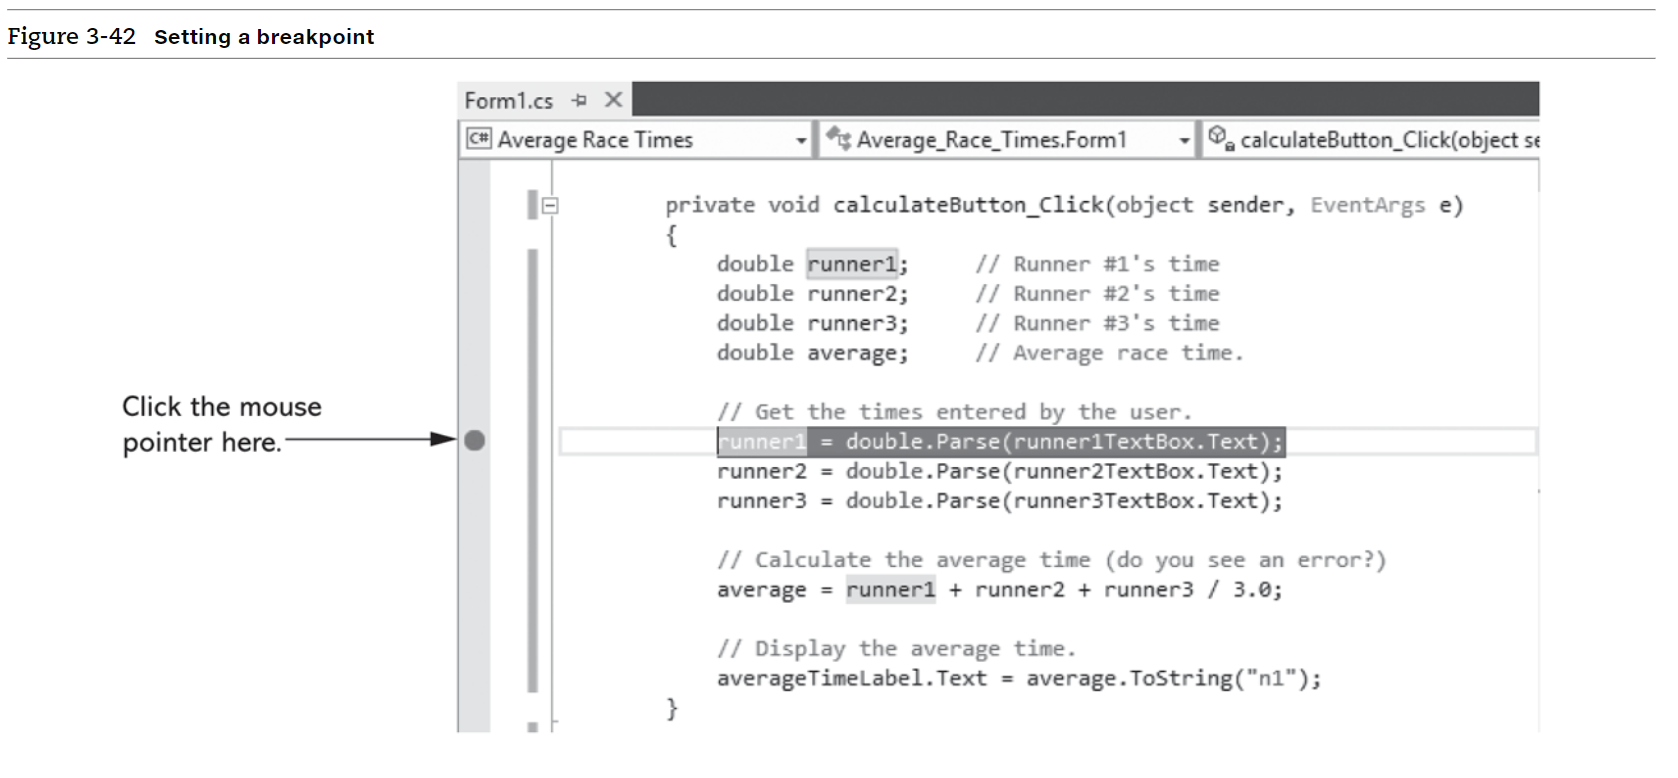 Figure 3-42 Setting a breakpoint
Form1.cs
C# Average Race Times
Average_Race_Times.Form1
calculateButton_Click(object se
private void calculateButton_Click(object sender, EventArgs e)
{
double runner1; // Runner #1's time
double runner2; // Runner #2's time
double runner3; // Runner #3's time
double average; // Average race time.
// Get the times entered by the user.
Click the mouse
pointer here.
runner1 = double.Parse(runner1TextBox.Text);
runner2 = double.Parse(runner2TextBox.Text);
runner3 = double.Parse(runner3TextBox.Text);
// Calculate the average time (do you see an error?)
average = runner1 + runner2 + runner3 / 3.0;
// Display the average time.
averageTimeLabel.Text = average.ToString("n1");
}